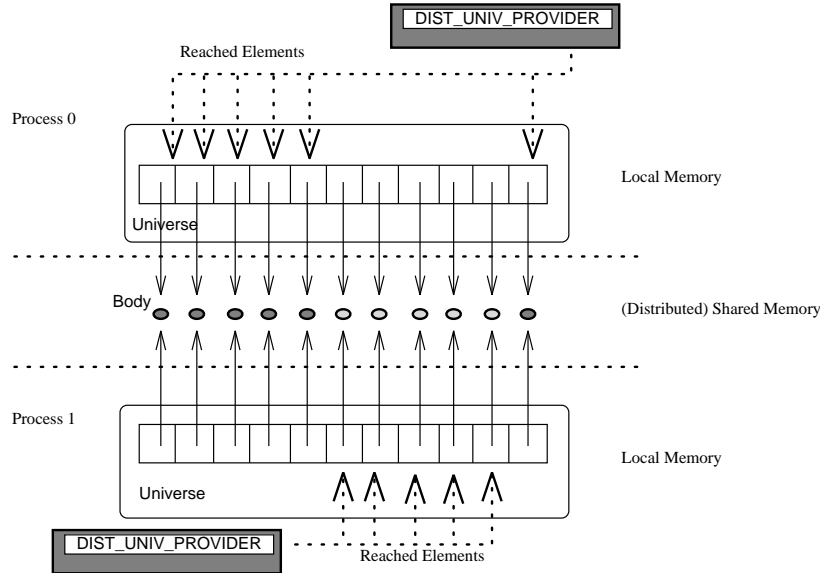 DIST_UNIV_PROVIDER
Reached Elements
Process 0
Local Memory
Universe
Body
(Distributed) Shared Memory
Process 1
Local Memory
Universe
DIST_UNIV_PROVIDER
Reached Elements